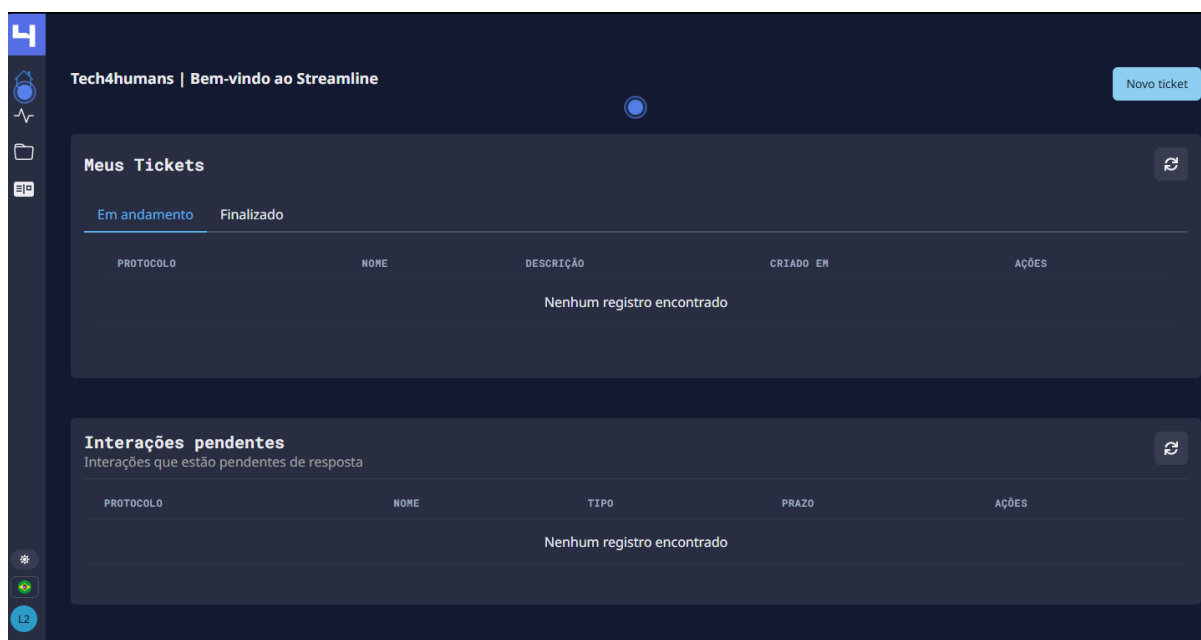 Tech4humans | Bem-vindo ao Streamline
Novo ticket
Meus Tickets
Em andamento Finalizado
PROTOCOLO NOME DESCRIÇÃO CRIADO EM AÇÕES
Nenhum registro encontrado
Interações pendentes
Interações que estão pendentes de resposta
PROTOCOLO NOME TIPO PRAZO AÇÕES
Nenhum registro encontrado
L2